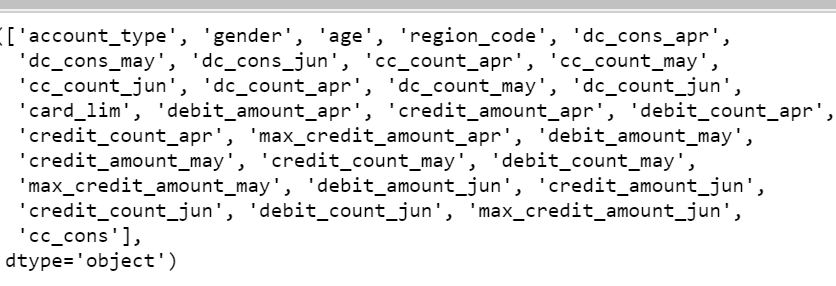 (['account_type', 'gender', 'age', 'region_code', 'dc_cons_apr',
'dc_cons_may', 'dc_cons_jun', 'cc_count_apr', 'cc_count_may',
'cc_count_jun', 'dc_count_apr', 'dc_count_may', 'dc_count_jun',
'card_lim', 'debit_amount_apr', 'credit_amount_apr', 'debit_count_apr',
'credit_count_apr', 'max_credit_amount_apr', 'debit_amount_may',
'credit_amount_may', 'credit_count_may', 'debit_count_may',
'max_credit_amount_may', 'debit_amount_jun', 'credit_amount_jun',
'credit_count_jun', 'debit_count_jun', 'max_credit_amount_jun',
'cc_cons'],
dtype='object')